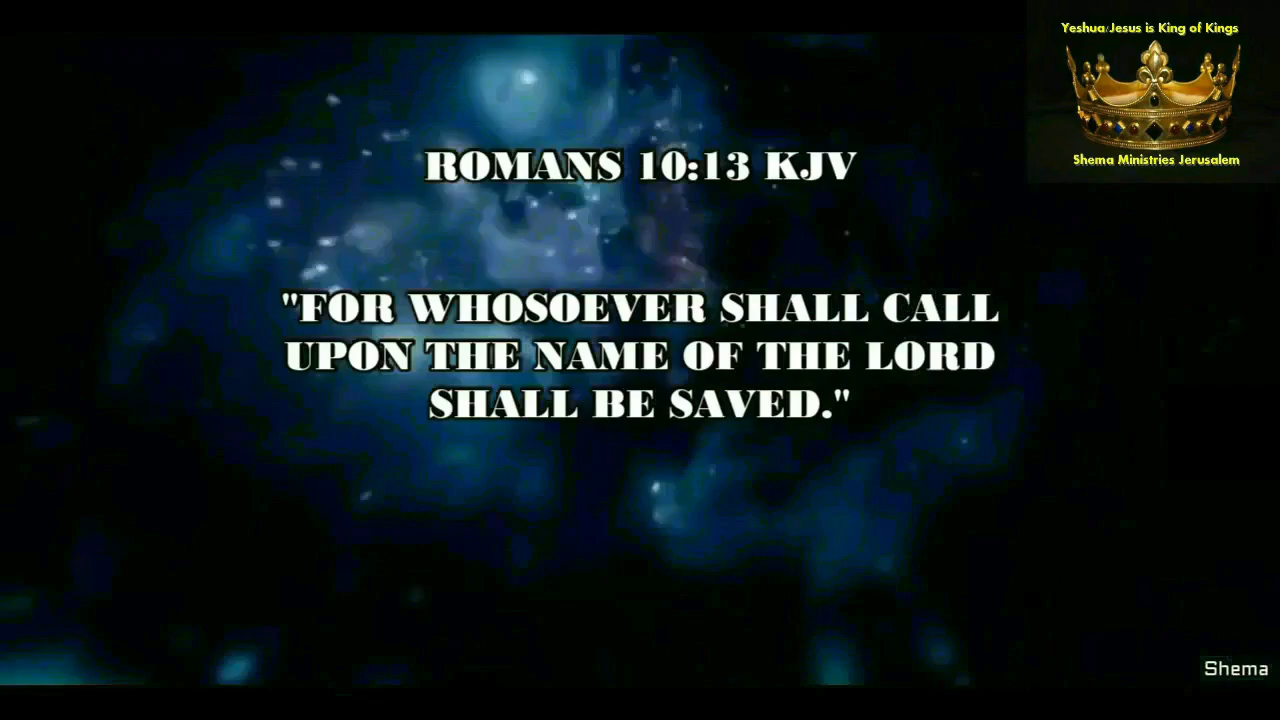 Yeshua/Jesus is King of Kings
Shema Ministries Jerusalem
ROMANS 10:13 KJV
"FOR WHOSOEVER SHALL CALL
UPON THE NAME OF THE LORD
SHALL BE SAVED."
Shema